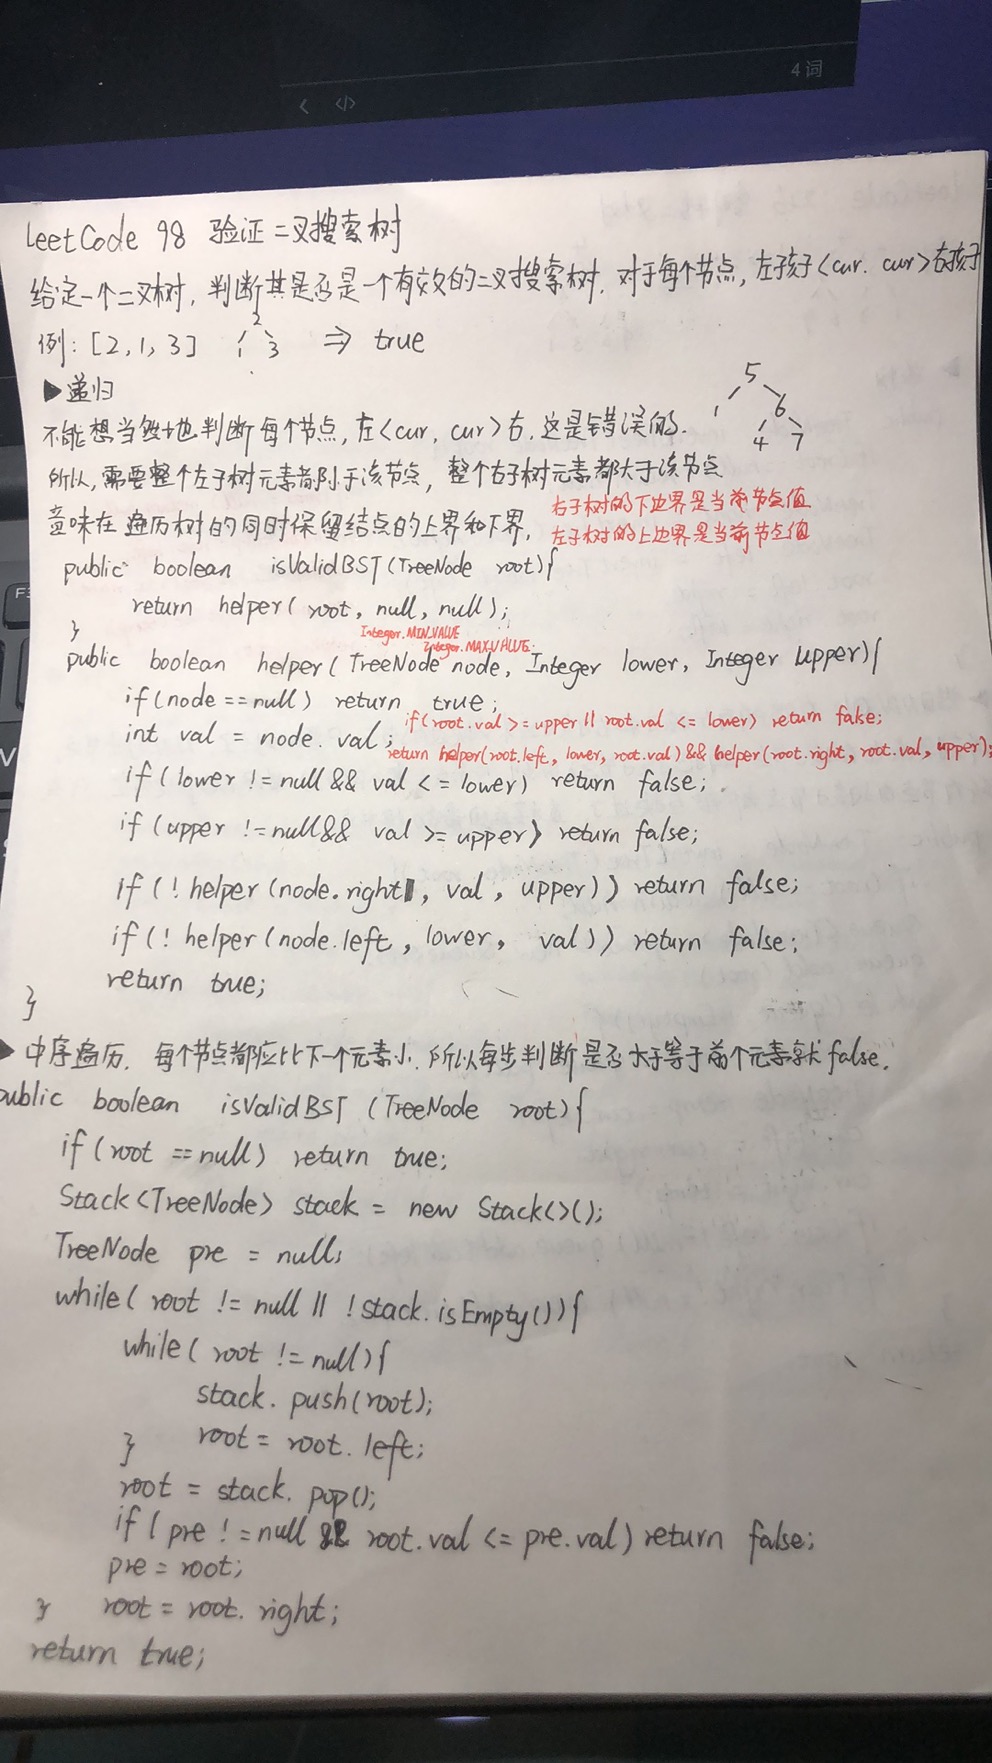 4 词
LeetCode 98 验证二叉搜索树
给定一个二叉树, 判断其是否是一个有效的二叉搜索树. 对于每个节点, 左孩子<cur. cur>右孩子
例: [2,1,3] 2 1 3 ⇒ true
▶递归
不能想当然地判断每个节点, 左<cur, cur>右, 这是错误的.
5
1 6
4 7
所以, 需要整个左子树元素都小于该节点, 整个右子树元素都大于该节点
意味在遍历树的同时保留结点的上界和下界,
右子树的下边界是当前节点值
左子树的上边界是当前节点值
public boolean isValidBST(TreeNode root){
return helper(root, null, null);
}
Integer.MIN_VALUE
Integer.MAX_VALUE.
public boolean helper(TreeNode node, Integer lower, Integer upper){
if(node==null) return true;
if(root.val >= upper || root.val <= lower) return false;
int val = node.val;
return helper(root.left, lower, root.val) && helper(root.right, root.val, upper);
if(lower != null && val <= lower) return false;
if(upper != null && val >= upper) return false;
if(! helper(node.right, val, upper)) return false;
if(! helper(node.left, lower, val)) return false;
return true;
}
▶ 中序遍历. 每个节点都应比下一个元素小. 所以每步判断是否大于等于前个元素就false.
public boolean isValidBST (TreeNode root){
if(root == null) return true;
Stack<TreeNode> stack = new Stack<>();
TreeNode pre = null;
while( root != null || !stack.isEmpty()){
while( root != null){
stack.push(root);
root = root.left;
}
root = stack.pop();
if( pre != null && root.val <= pre.val) return false;
pre = root;
} root = root.right;
return true;